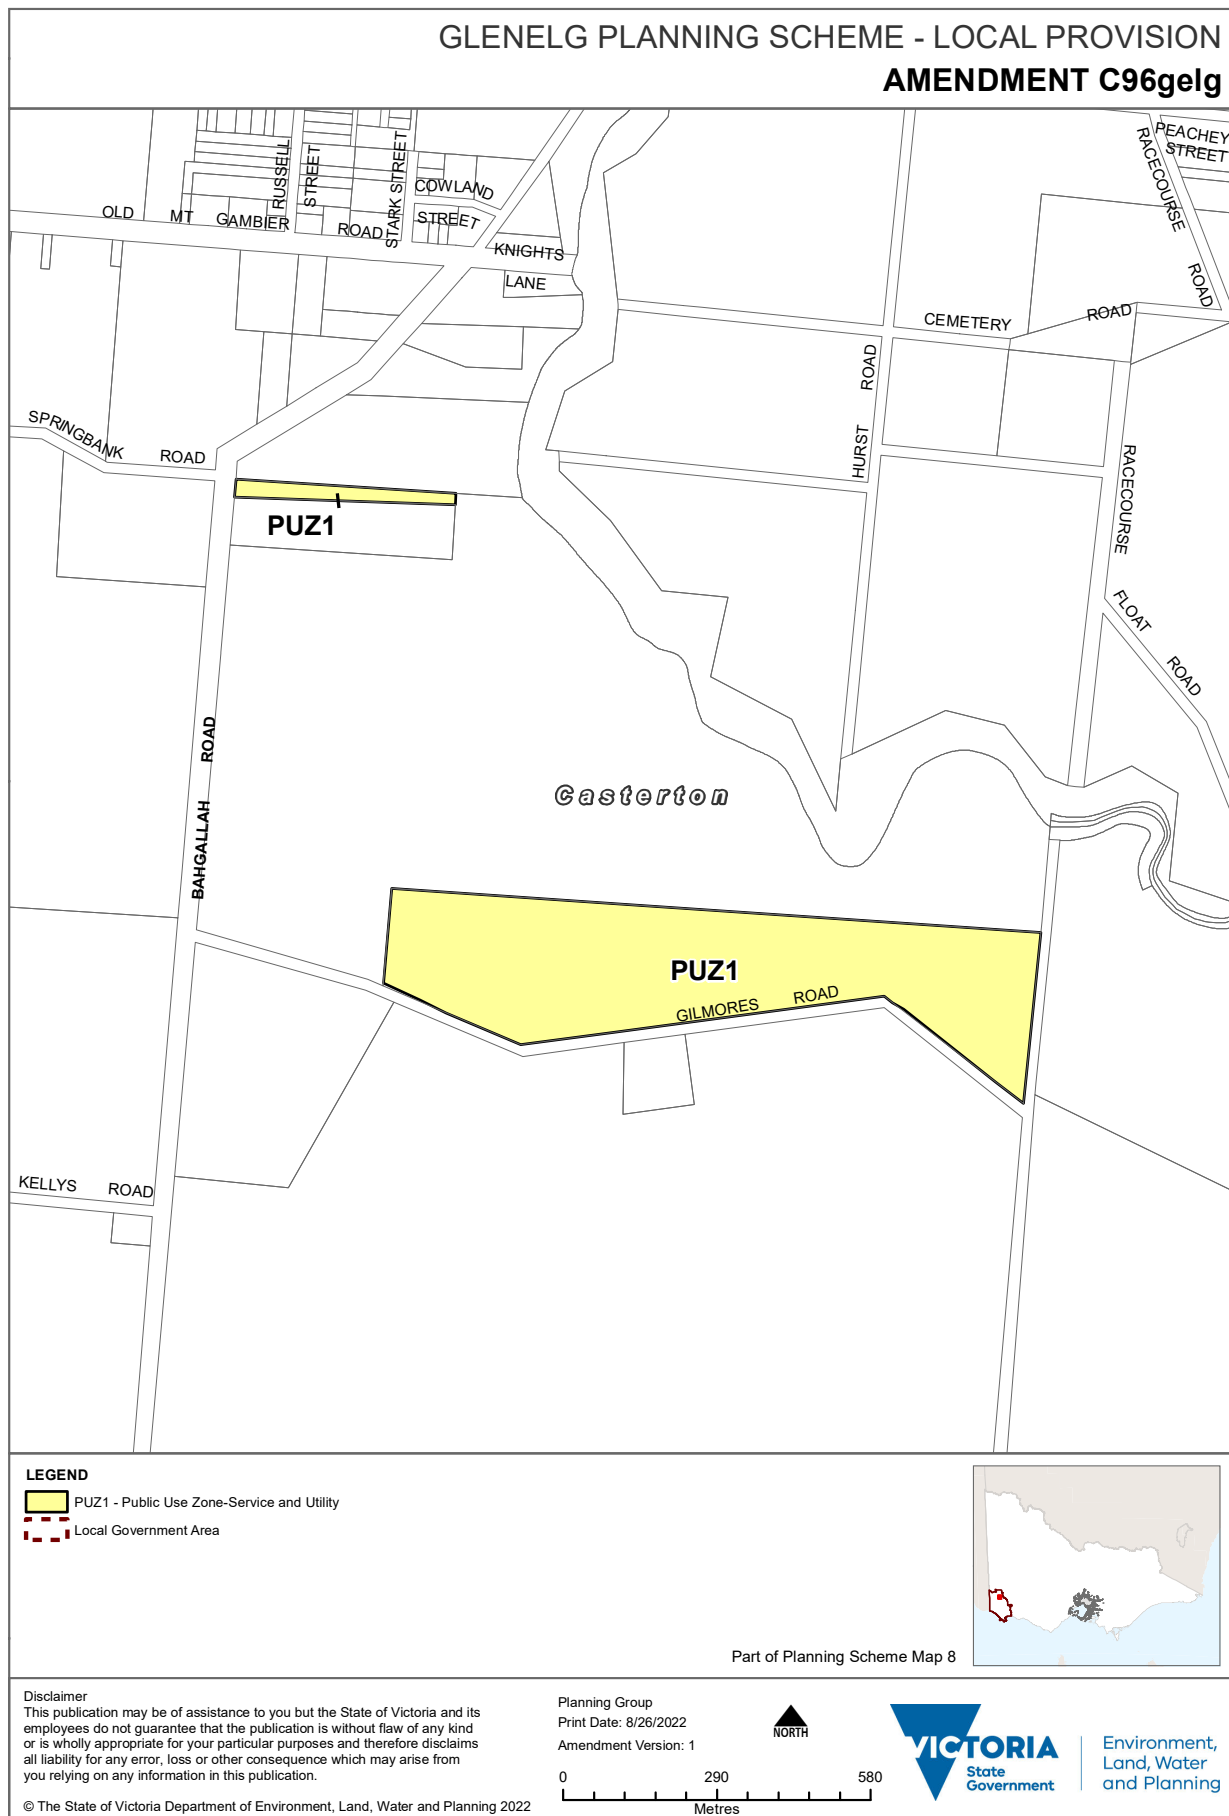 GLENELG PLANNING SCHEME - LOCAL PROVISION
AMENDMENT C96gelg
PEACHEY
STREET
RACECOURSE
ROAD
RUSSELL
STREET
STARK STREET
COWLAND
STREET
OLD MT GAMBIER ROAD
KNIGHTS
LANE
CEMETERY ROAD
HURST ROAD
SPRINGBANK ROAD
RACECOURSE
PUZ1
FLOAT ROAD
BAHGALLAH ROAD
Casterton
PUZ1
GILMORES ROAD
KELLYS ROAD
LEGEND
PUZ1 - Public Use Zone-Service and Utility
Local Government Area
Part of Planning Scheme Map 8
Disclaimer
This publication may be of assistance to you but the State of Victoria and its
employees do not guarantee that the publication is without flaw of any kind
or is wholly appropriate for your particular purposes and therefore disclaims
all liability for any error, loss or other consequence which may arise from
you relying on any information in this publication.
© The State of Victoria Department of Environment, Land, Water and Planning 2022
Planning Group
Print Date: 8/26/2022
Amendment Version: 1
NORTH
0 290 580
Metres
VICTORIA
State
Government
Environment,
Land, Water
and Planning